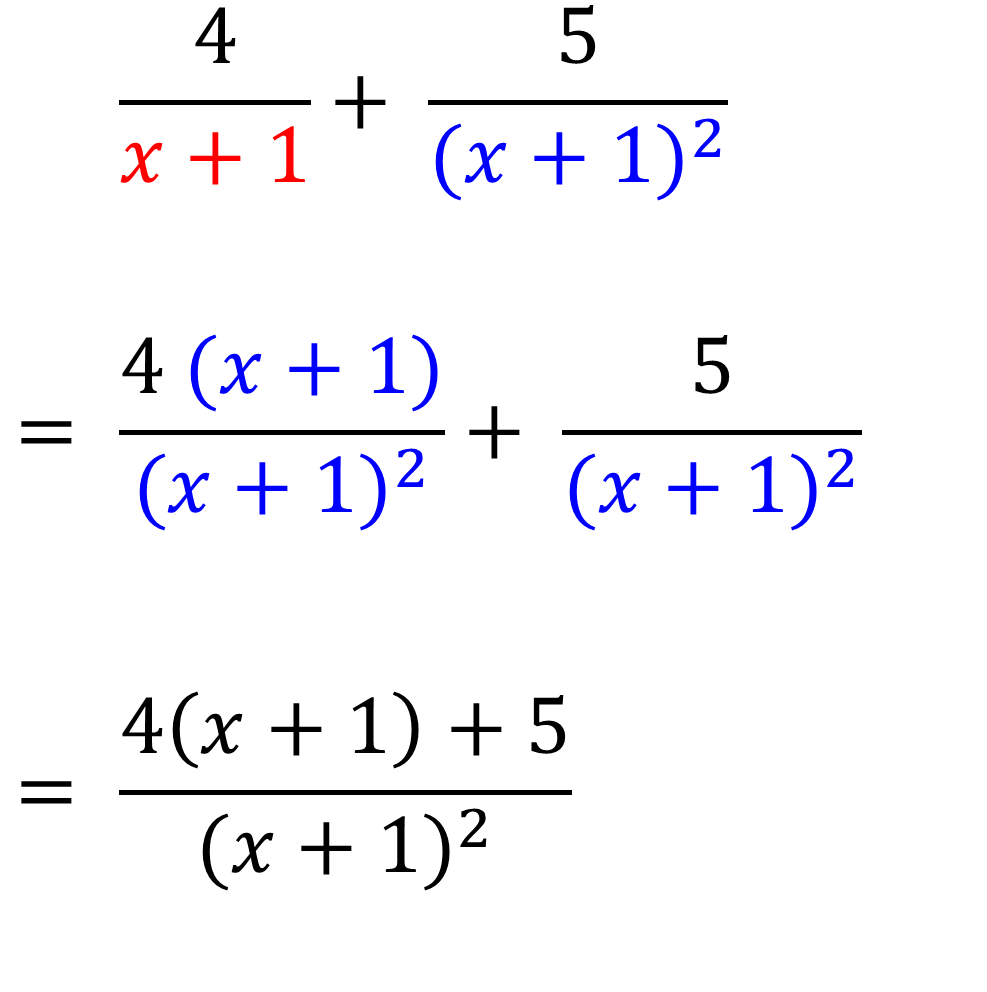 4/(x + 1) + 5/(x + 1)²
= 4 (x + 1)/(x + 1)² + 5/(x + 1)²
= (4(x + 1) + 5)/(x + 1)²